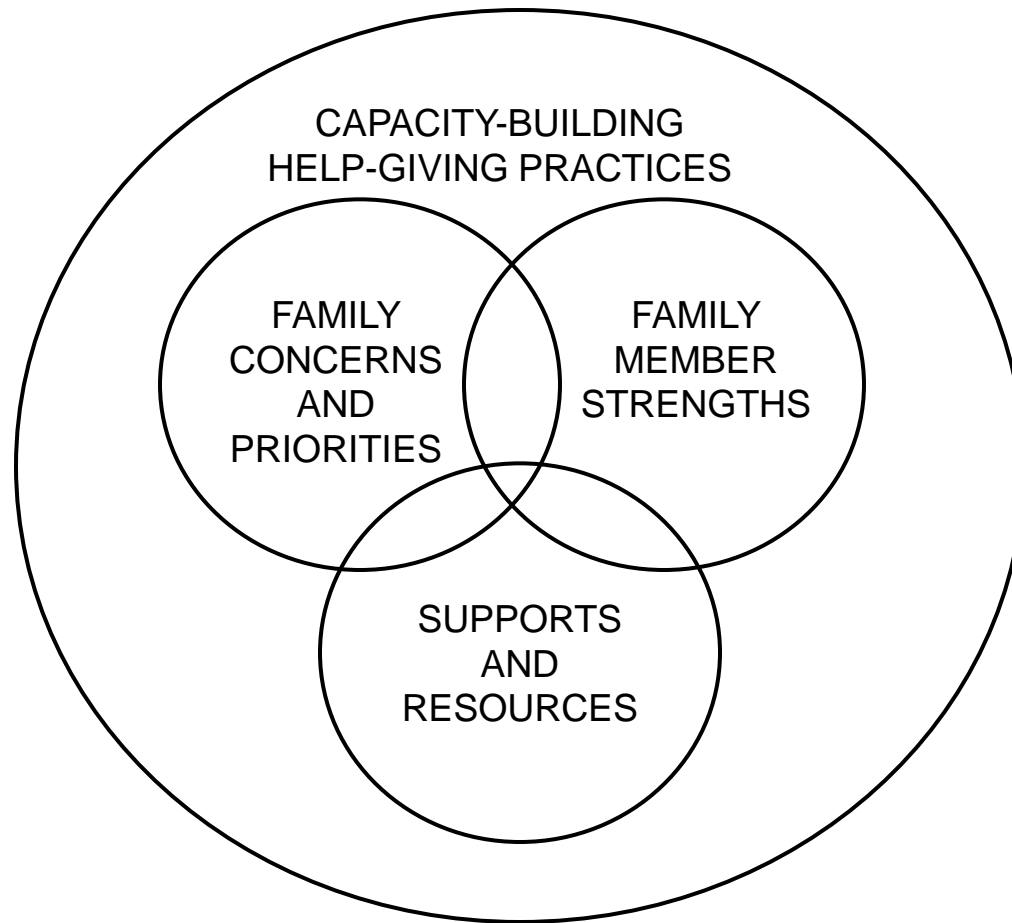 CAPACITY-BUILDING
HELP-GIVING PRACTICES
FAMILY
CONCERNS
AND
PRIORITIES
FAMILY
MEMBER
STRENGTHS
SUPPORTS
AND
RESOURCES